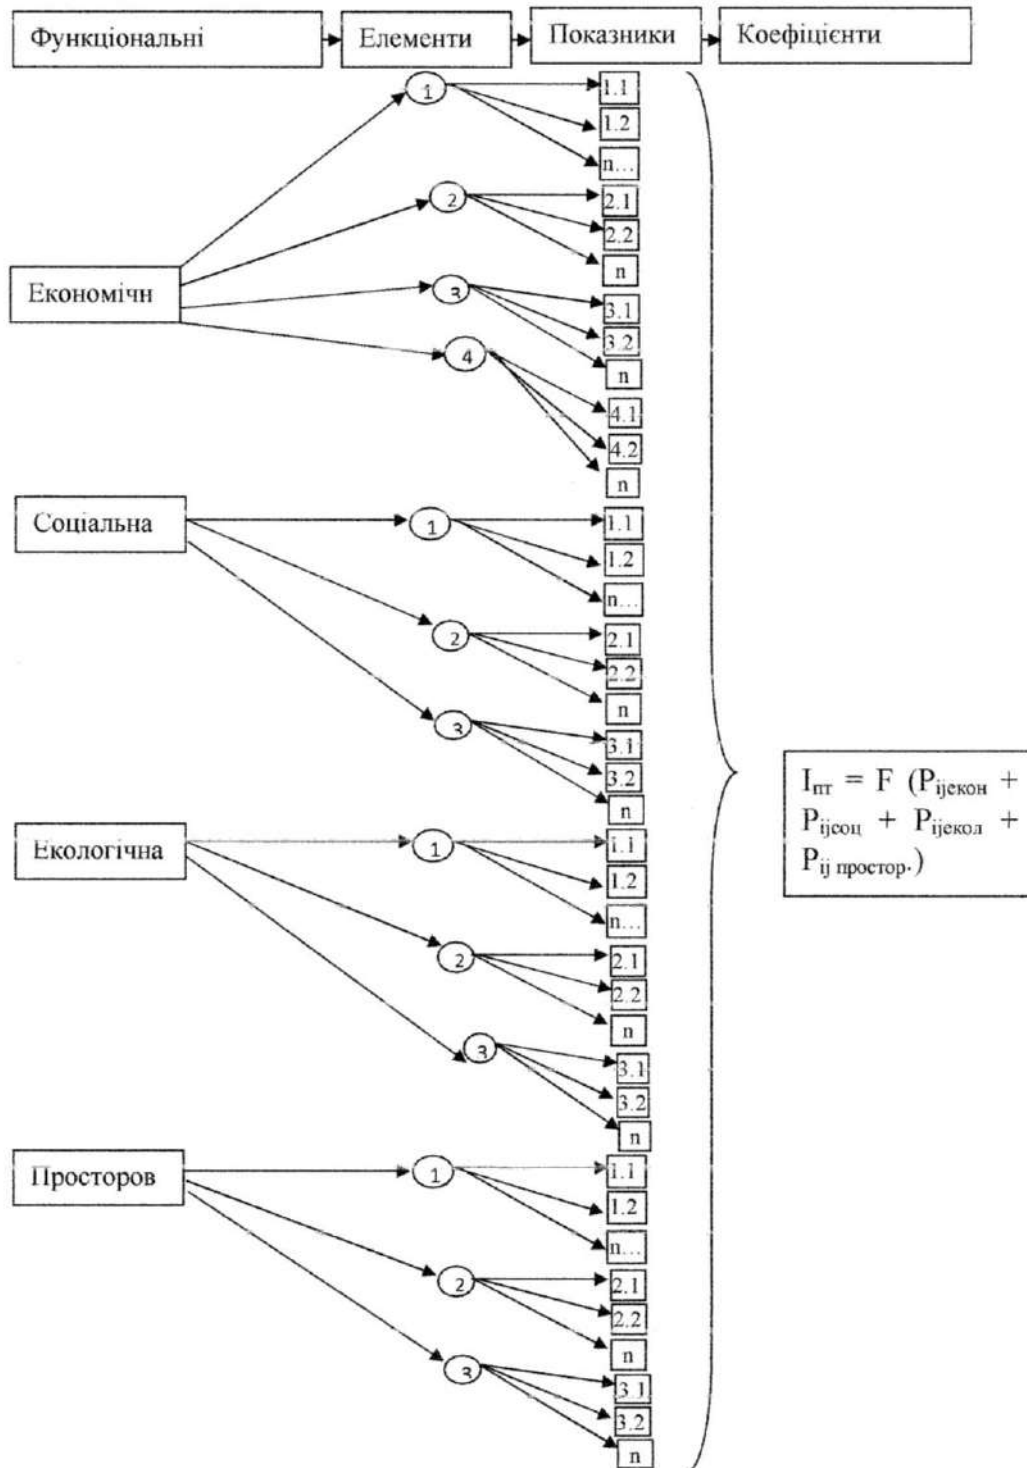 Функціональні
Елементи
Показники
Коефіцієнти
1
1.1
1.2
n...
2
2.1
2.2
n
Економічн
3
3.1
3.2
n
4
4.1
4.2
n
Соціальна
1
1.1
1.2
n...
2
2.1
2.2
n
3
3.1
3.2
n
Iпт = F (Pijекон +
Pijсоц + Pijекол +
Pij простор.)
Екологічна
1
1.1
1.2
n...
2
2.1
2.2
n
3
3.1
3.2
n
Просторов
1
1.1
1.2
n...
2
2.1
2.2
n
3
3.1
3.2
n